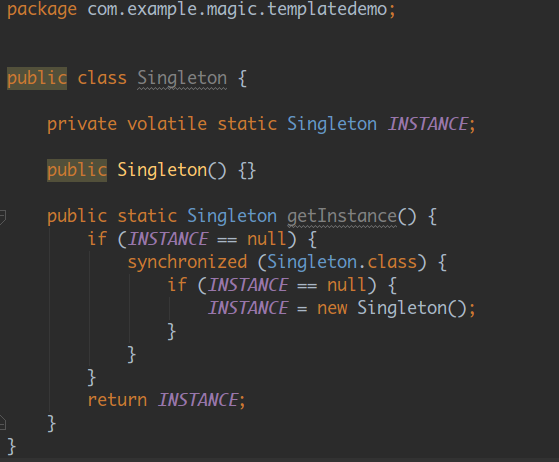 package com.example.magic.templatedemo;
public class Singleton {
private volatile static Singleton INSTANCE;
public Singleton() {}
public static Singleton getInstance() {
if (INSTANCE == null) {
synchronized (Singleton.class) {
if (INSTANCE == null) {
INSTANCE = new Singleton();
}
}
}
return INSTANCE;
}
}